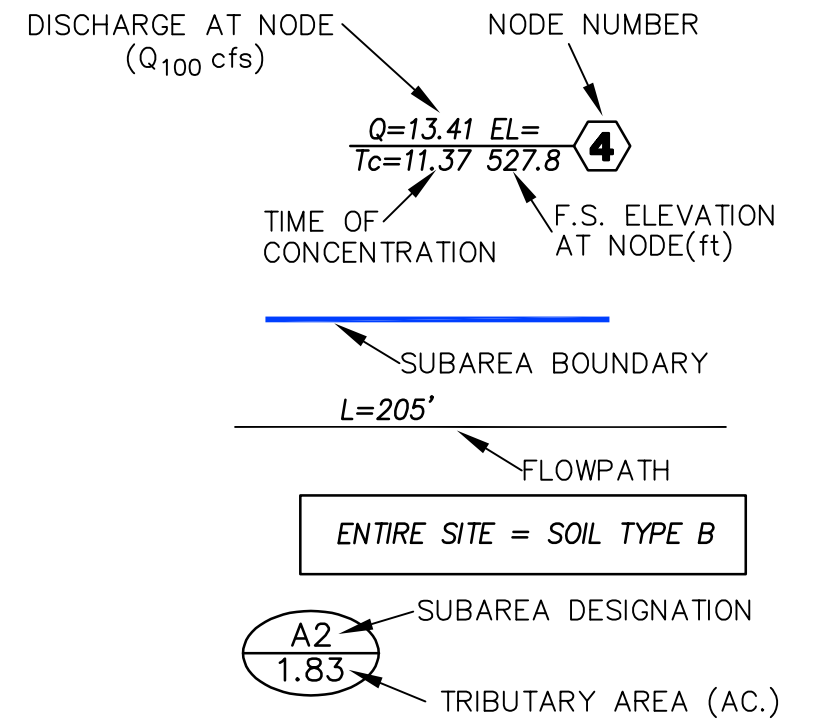 DISCHARGE AT NODE
(Q100 cfs)
NODE NUMBER
Q=13.41 EL=
Tc=11.37 527.8
4
TIME OF
CONCENTRATION
F.S. ELEVATION
AT NODE(ft)
SUBAREA BOUNDARY
L=205'
FLOWPATH
ENTIRE SITE = SOIL TYPE B
SUBAREA DESIGNATION
A2
1.83
TRIBUTARY AREA (AC.)